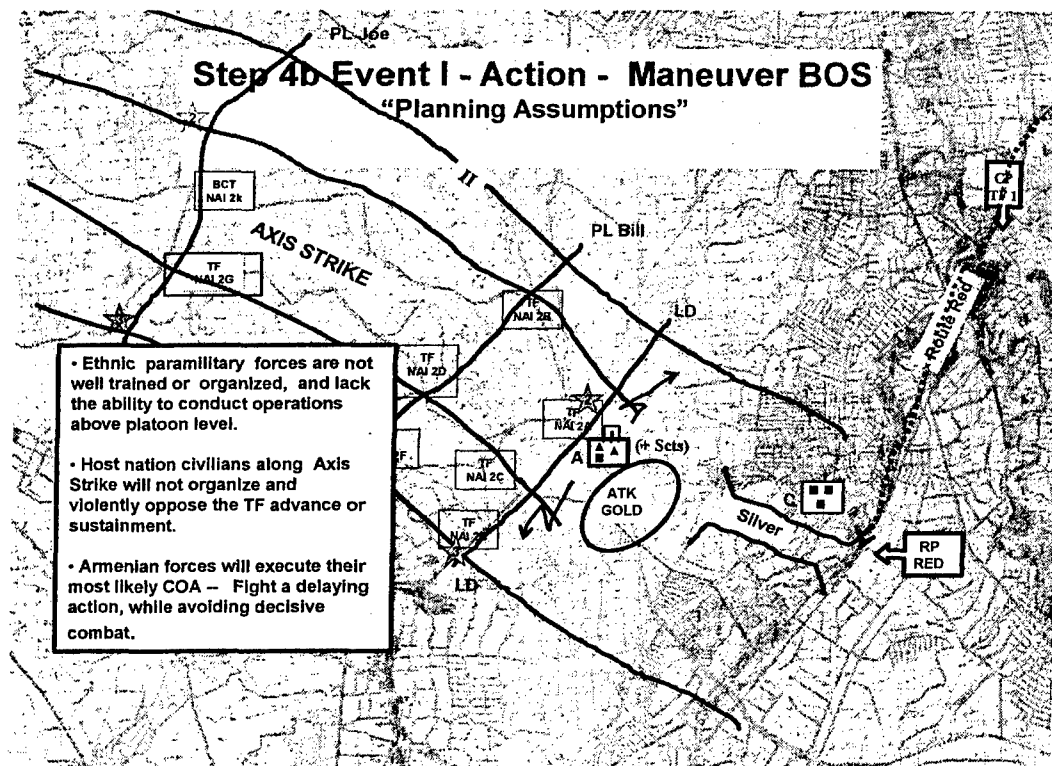 PL Joe
Step 4b Event I - Action - Maneuver BOS
“Planning Assumptions”
II
BCT
NAI 2k
AXIS STRIKE
PL Bill
TF
NAI 2G
TF
LD
Route Red
• Ethnic paramilitary forces are not
well trained or organized, and lack
the ability to conduct operations
above platoon level.
• Host nation civilians along Axis
Strike will not organize and
violently oppose the TF advance or
sustainment.
• Armenian forces will execute their
most likely COA -- Fight a delaying
action, while avoiding decisive
combat.
TF
NAI 2D
TF
NAI 2A
A
(+ Scts)
TF
NAI 2C
ATK
GOLD
C
Silver
TF
LD
RP
RED